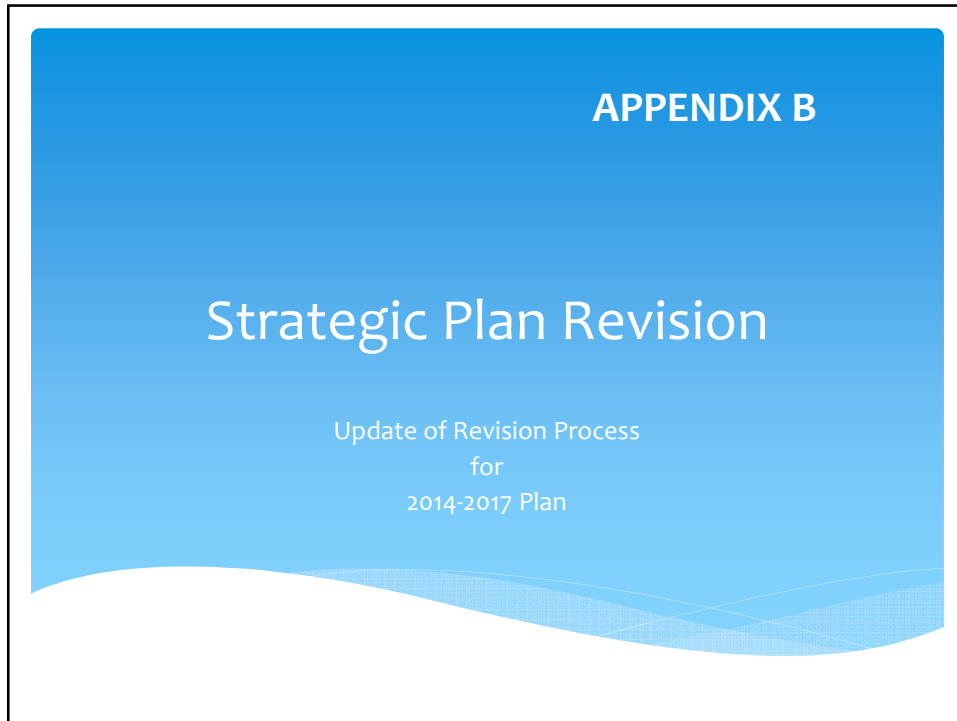 APPENDIX B
Strategic Plan Revision
Update of Revision Process
for
2014-2017 Plan